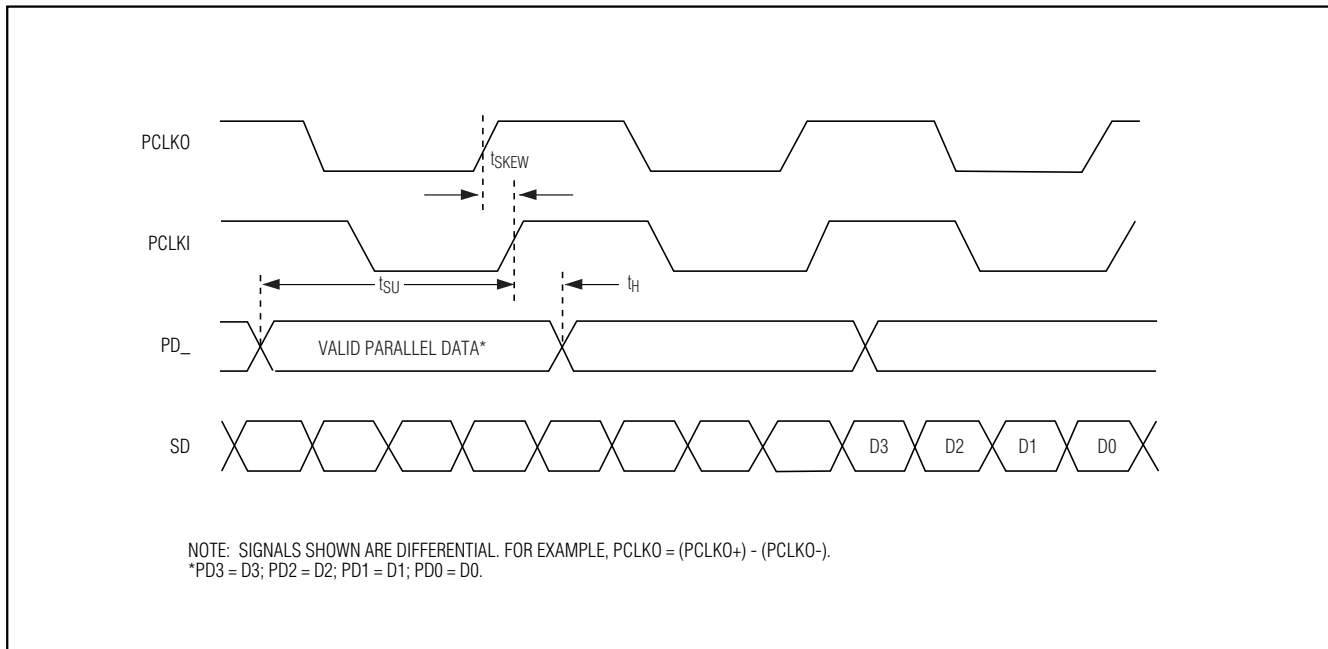 PCLKO
tSKEW
PCLKI
tSU
tH
PD_
VALID PARALLEL DATA*
SD
D3 D2 D1 D0
NOTE: SIGNALS SHOWN ARE DIFFERENTIAL. FOR EXAMPLE, PCLKO = (PCLKO+) - (PCLKO-).
*PD3 = D3; PD2 = D2; PD1 = D1; PD0 = D0.